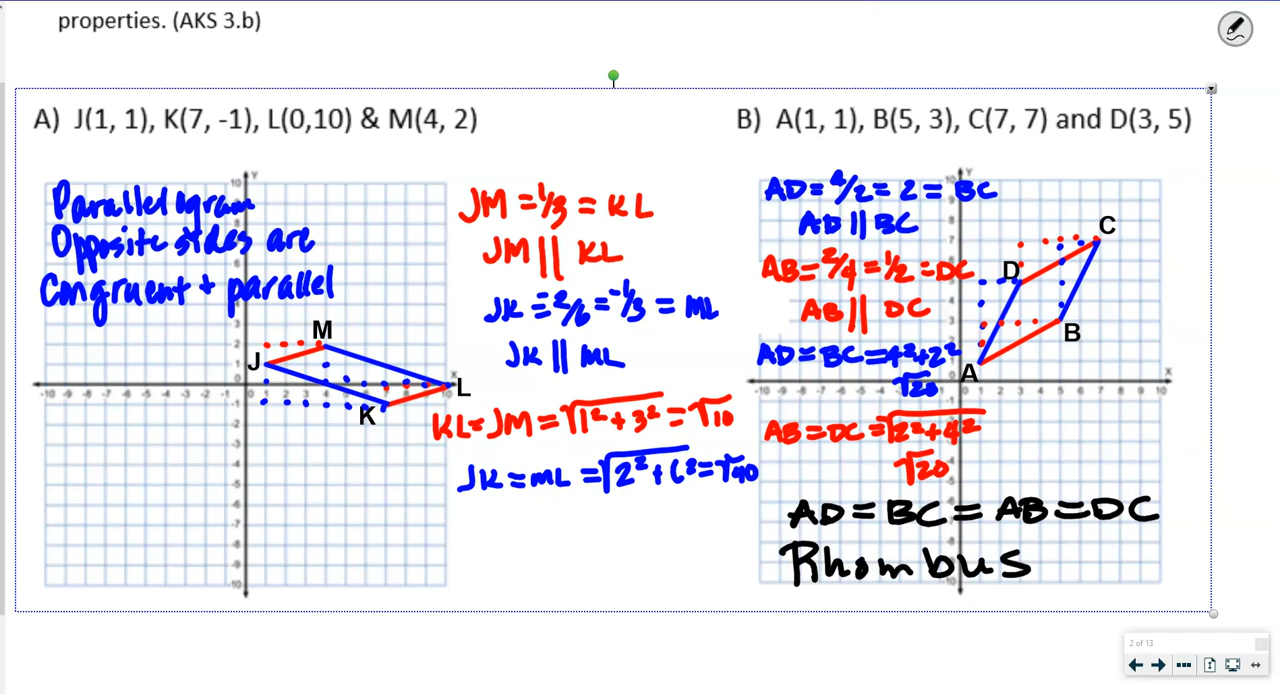 properties. (AKS 3.b)
A) J(1, 1), K(7, -1), L(0,10) & M(4, 2)
Parallelogram
Opposite sides are
Congruent + parallel
JM = 1/3 = KL
JM || KL
JK = 2/6 = -1/3 = ML
JK || ML
KL = JM = √1² + 3² = √10
JK = ML = √2² + 6² = √40
M
J
L
K
B) A(1, 1), B(5, 3), C(7, 7) and D(3, 5)
AD = 4/2 = 2 = BC
AD || BC
AB = 2/4 = 1/2 = DC
AB || DC
AD = BC = 4² + 2²
√20
AB = DC = √2² + 4²
√20
C
D
B
A
AD = BC = AB = DC
Rhombus
2 of 13